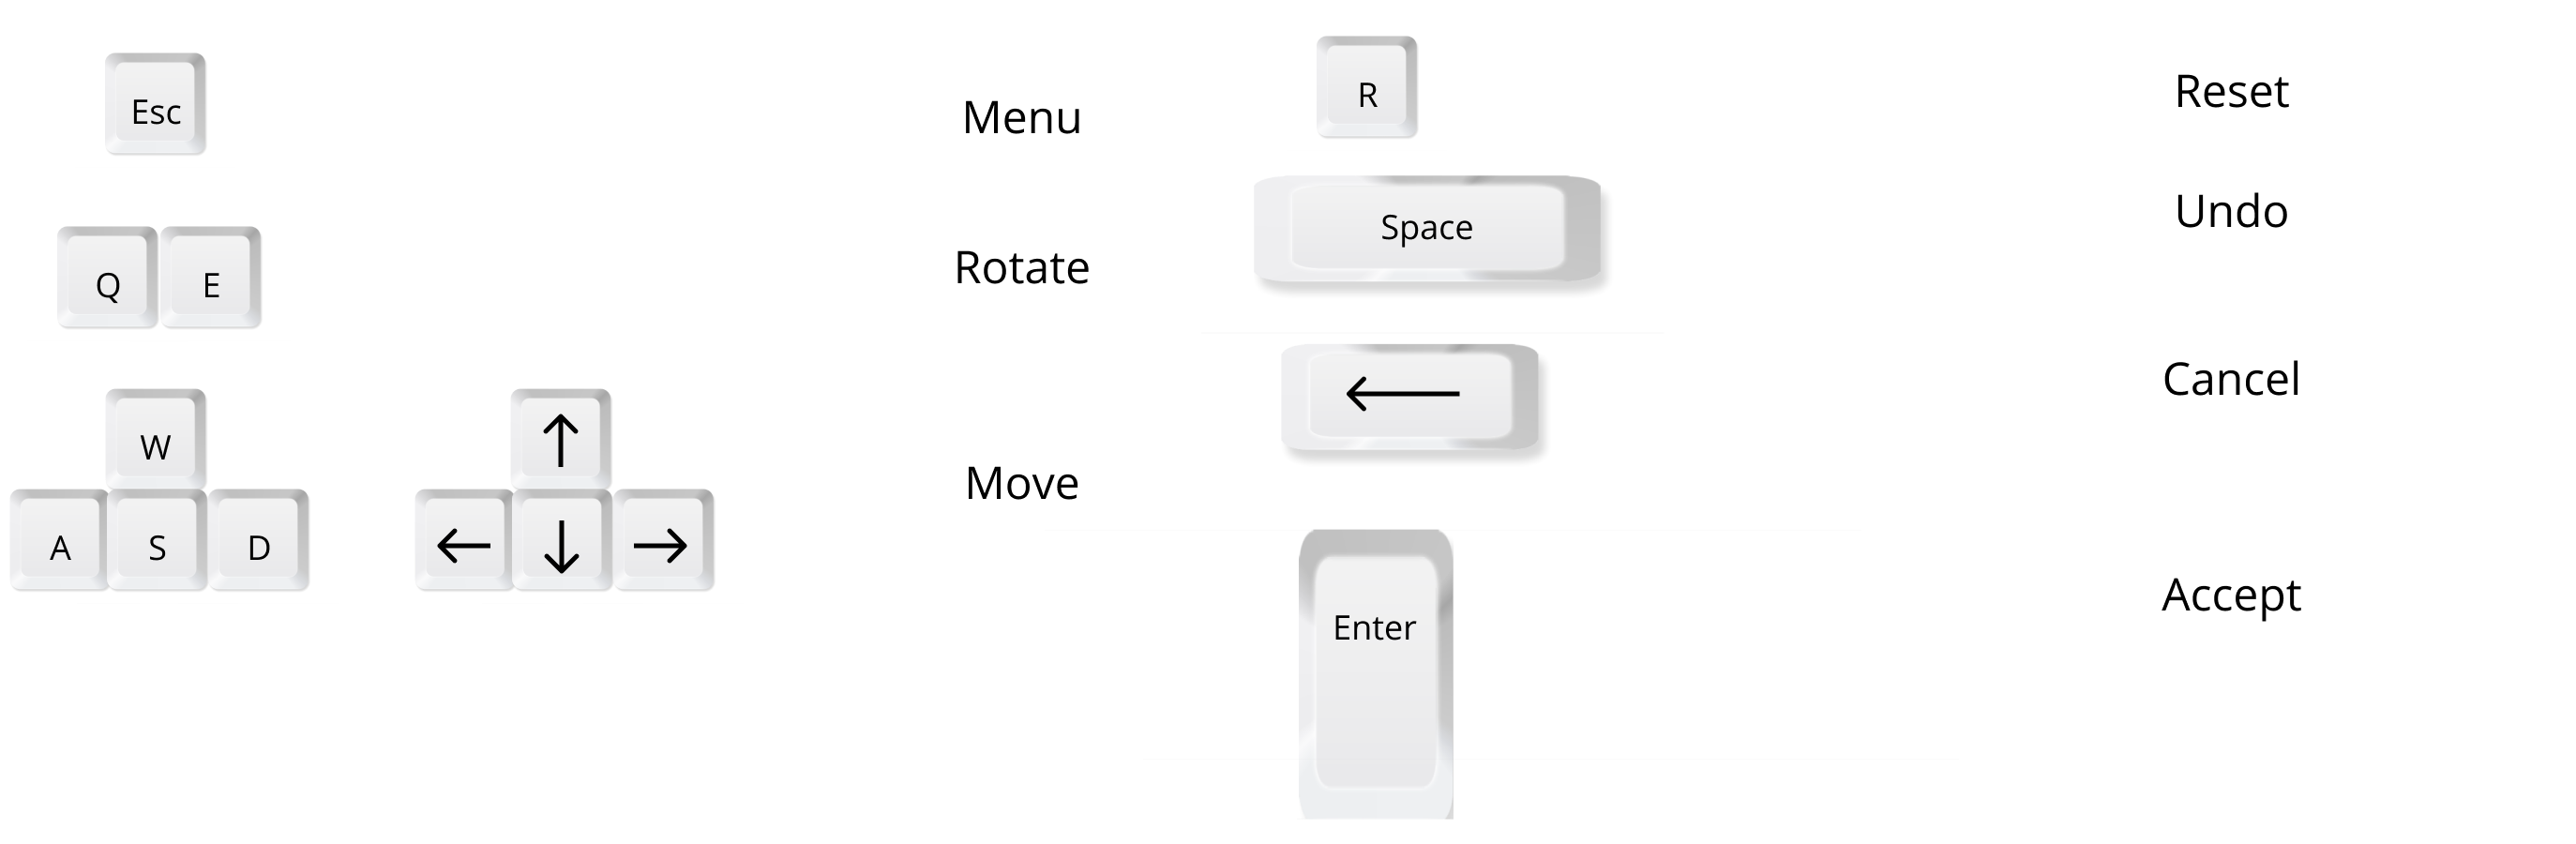 Esc
Menu
Q E
Rotate
W
A S D
↑
← ↓ →
Move
R
Reset
Space
Undo
←
Cancel
Enter
Accept